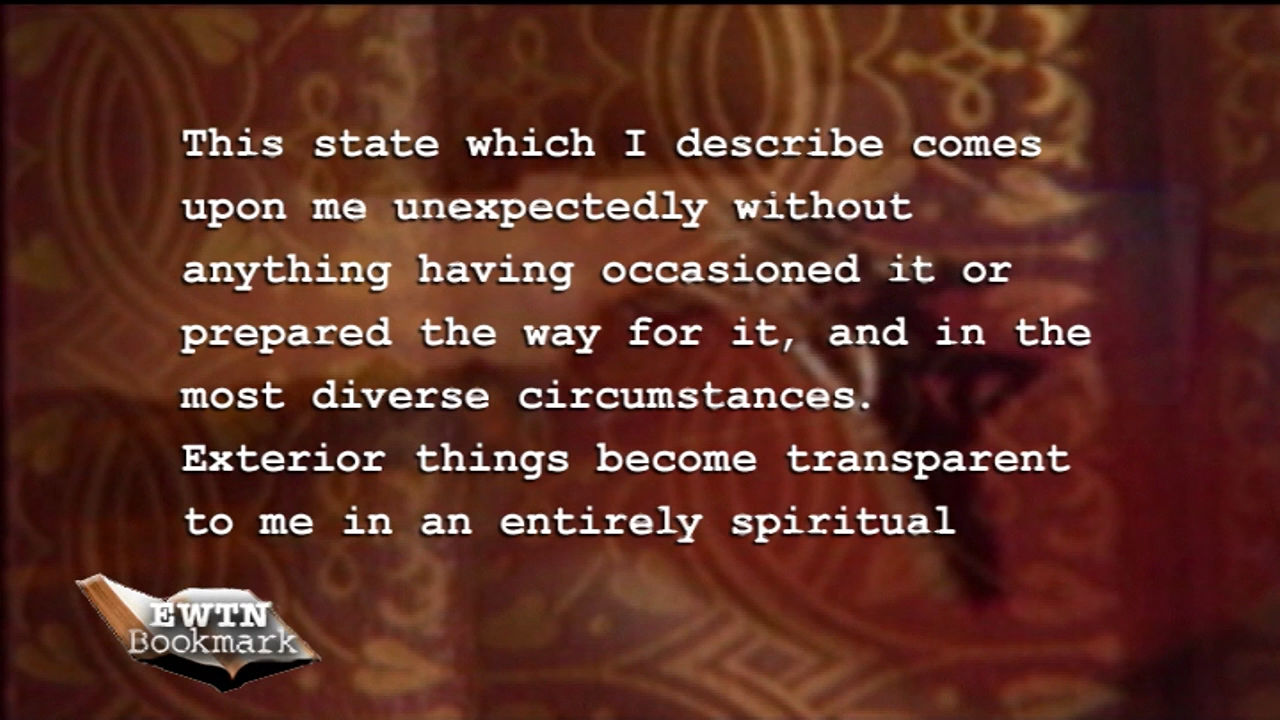 This state which I describe comes
upon me unexpectedly without
anything having occasioned it or
prepared the way for it, and in the
most diverse circumstances.
Exterior things become transparent
to me in an entirely spiritual
EWTN
Bookmark